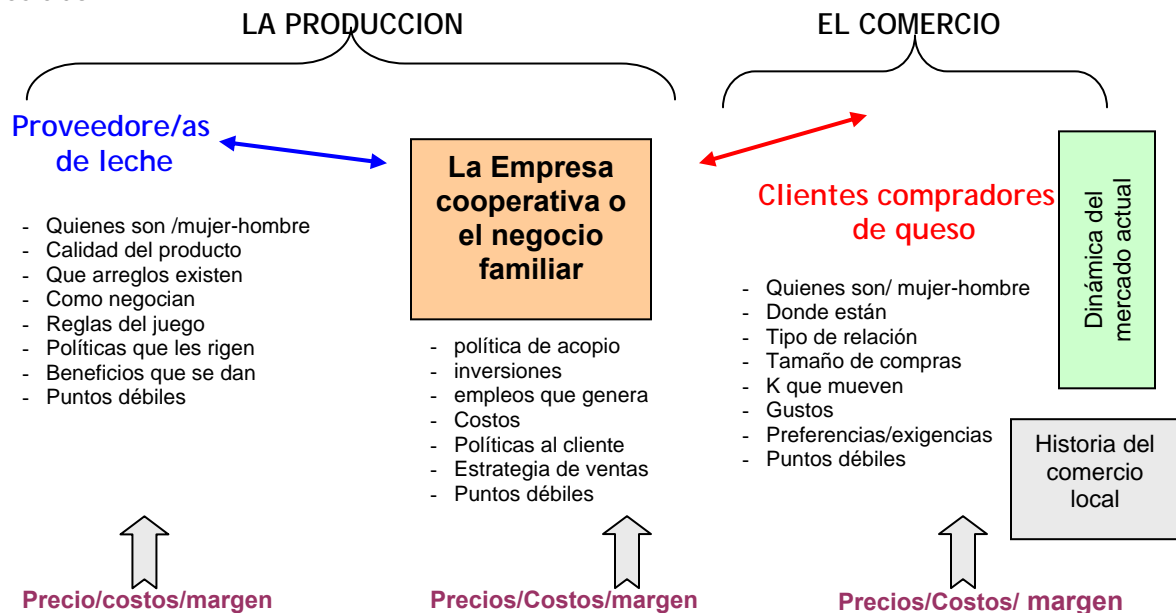 LA PRODUCCION
EL COMERCIO
Proveedore/as
de leche
- Quienes son /mujer-hombre
- Calidad del producto
- Que arreglos existen
- Como negocian
- Reglas del juego
- Políticas que les rigen
- Beneficios que se dan
- Puntos débiles
La Empresa
cooperativa o
el negocio
familiar
- política de acopio
- inversiones
- empleos que genera
- Costos
- Políticas al cliente
- Estrategia de ventas
- Puntos débiles
Clientes compradores
de queso
- Quienes son/ mujer-hombre
- Donde están
- Tipo de relación
- Tamaño de compras
- K que mueven
- Gustos
- Preferencias/exigencias
- Puntos débiles
Dinámica del
mercado actual
Historia del
comercio
local
Precio/costos/margen
Precios/Costos/margen
Precios/Costos/ margen